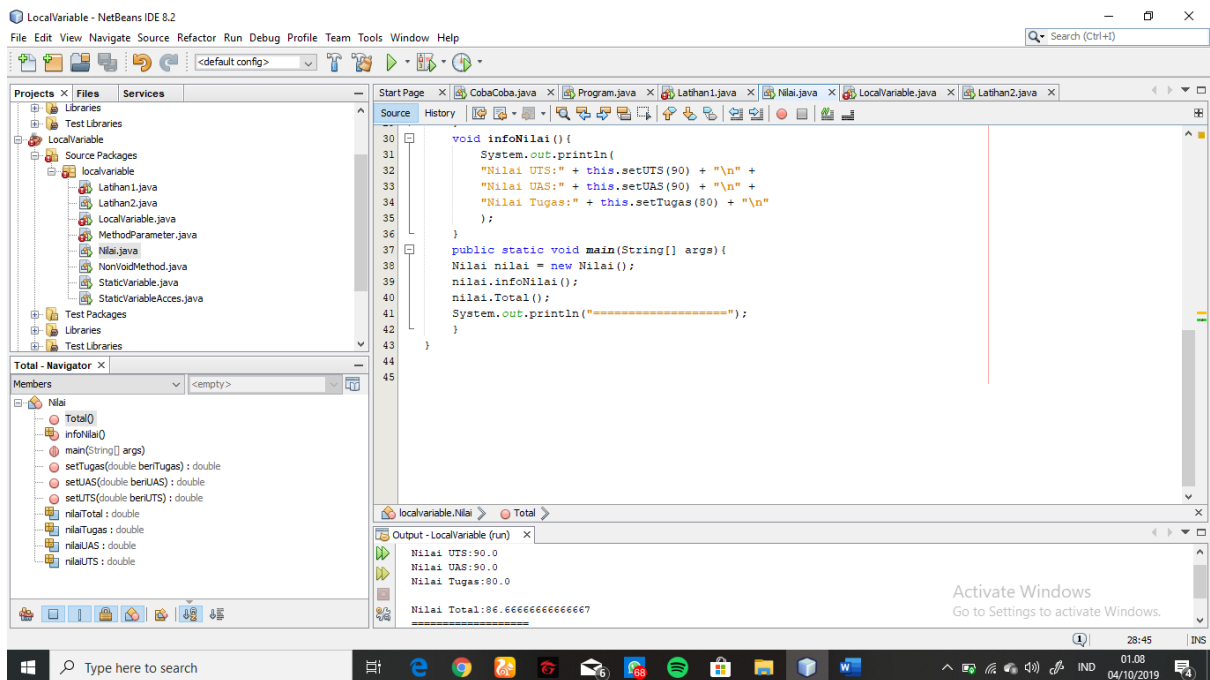 LocalVariable - NetBeans IDE 8.2
File Edit View Navigate Source Refactor Run Debug Profile Team Tools Window Help
Search (Ctrl+I)
<default config>
Projects Files Services
Libraries
Test Libraries
LocalVariable
Source Packages
localvariable
Latihan1.java
Latihan2.java
LocalVariable.java
MethodParameter.java
Nilai.java
NonVoidMethod.java
StaticVariable.java
StaticVariableAcces.java
Test Packages
Libraries
Test Libraries
Total - Navigator
Members <empty>
Nilai
Total()
infoNilai()
main(String[] args)
setTugas(double beriTugas) : double
setUAS(double beriUAS) : double
setUTS(double beriUTS) : double
nilaiTotal : double
nilaiTugas : double
nilaiUAS : double
nilaiUTS : double
Start Page CobaCoba.java Program.java Latihan1.java Nilai.java LocalVariable.java Latihan2.java
Source History
30 void infoNilai(){
31 System.out.println(
32 "Nilai UTS:" + this.setUTS(90) + "\n" +
33 "Nilai UAS:" + this.setUAS(90) + "\n" +
34 "Nilai Tugas:" + this.setTugas(80) + "\n"
35 );
36 }
37 public static void main(String[] args){
38 Nilai nilai = new Nilai();
39 nilai.infoNilai();
40 nilai.Total();
41 System.out.println("===================");
42 }
43 }
44
45
localvariable.Nilai Total
Output - LocalVariable (run)
Nilai UTS:90.0
Nilai UAS:90.0
Nilai Tugas:80.0
Nilai Total:86.66666666666667
===================
Activate Windows
Go to Settings to activate Windows.
1 28:45 INS
Type here to search
6
68
W
IND
01.08
04/10/2019
4